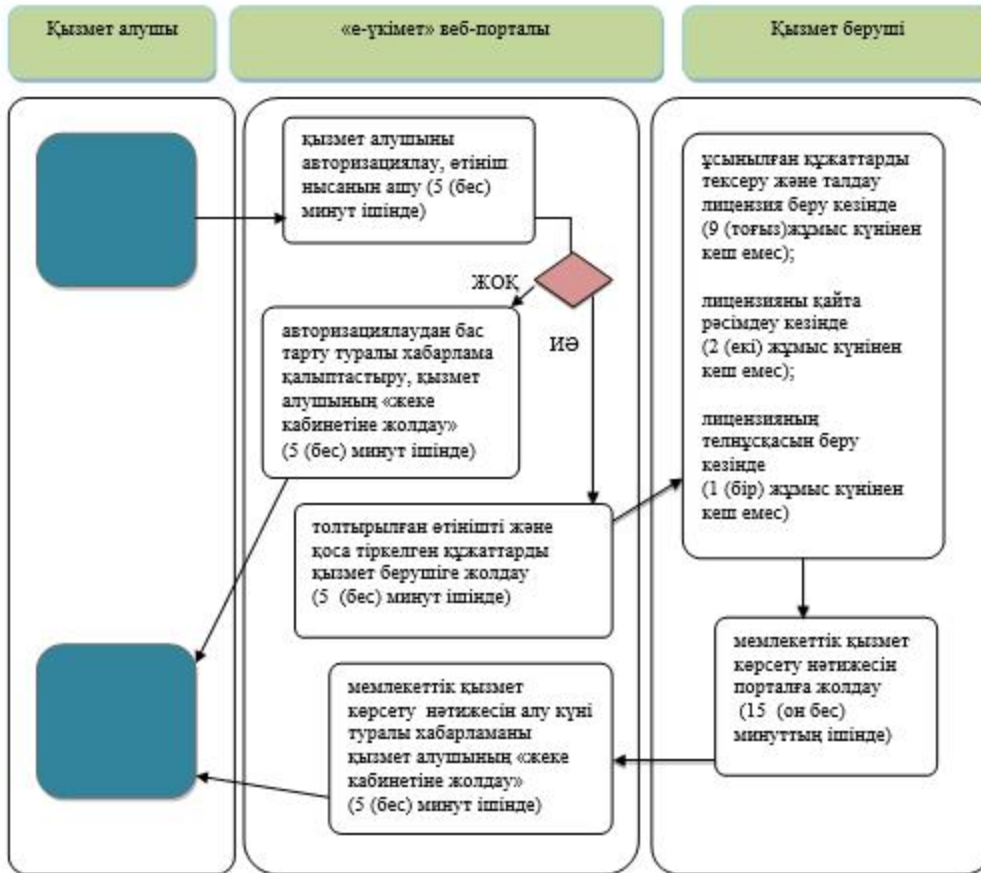 Қызмет алушы
«е-үкімет» веб-порталы
Қызмет беруші
қызмет алушыны
авторизациялау, өтініш
нысанын ашу (5 (бес)
минут ішінде)
ЖОҚ
ИӘ
авторизациялаудан бас
тарту туралы хабарлама
қалыптастыру, қызмет
алушының «жеке
кабинетіне жолдау»
(5 (бес) минут ішінде)
толтырылған өтінішті және
қоса тіркелген құжаттарды
қызмет берушіге жолдау
(5 (бес) минут ішінде)
ұсынылған құжаттарды
тексеру және талдау
лицензия беру кезінде
(9 (тоғыз)жұмыс күнінен
кеш емес);
лицензияны қайта
рәсімдеу кезінде
(2 (екі) жұмыс күнінен
кеш емес);
лицензияның
телнұсқасын беру
кезінде
(1 (бір) жұмыс күнінен
кеш емес)
мемлекеттік қызмет
көрсету нәтижесін
порталға жолдау
(15 (он бес)
минуттың ішінде)
мемлекеттік қызмет
көрсету нәтижесін алу күні
туралы хабарламаны
қызмет алушының «жеке
кабинетіне жолдау»
(5 (бес) минут ішінде)